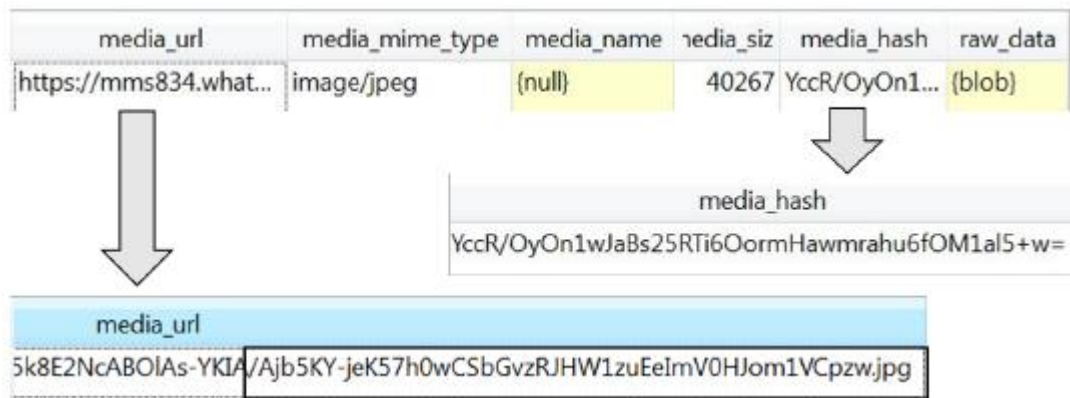 media_url media_mime_type media_name nedia_siz media_hash raw_data
https://mms834.what... image/jpeg {null} 40267 YccR/OyOn1... {blob}
media_hash
YccR/OyOn1wJaBs25RTi6OormHawmrahu6fOM1al5+w=
media_url
5k8E2NcABOlAs-YKIA/Ajb5KY-jeK57h0wCSbGvzRJHW1zuEeImV0HJom1VCpzw.jpg